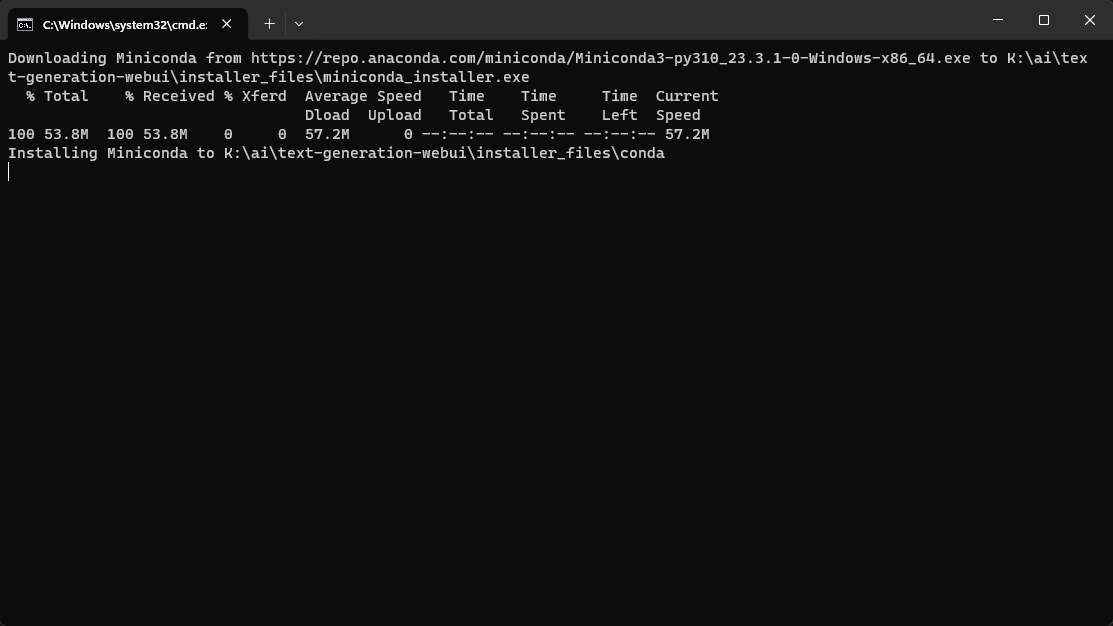 C:\Windows\system32\cmd.e
Downloading Miniconda from https://repo.anaconda.com/miniconda/Miniconda3-py310_23.3.1-0-Windows-x86_64.exe to K:\ai\tex
t-generation-webui\installer_files\miniconda_installer.exe
  % Total    % Received % Xferd  Average Speed   Time    Time     Time  Current
                                 Dload  Upload   Total   Spent    Left  Speed
100 53.8M  100 53.8M    0     0  57.2M      0 --:--:-- --:--:-- --:--:-- 57.2M
Installing Miniconda to K:\ai\text-generation-webui\installer_files\conda